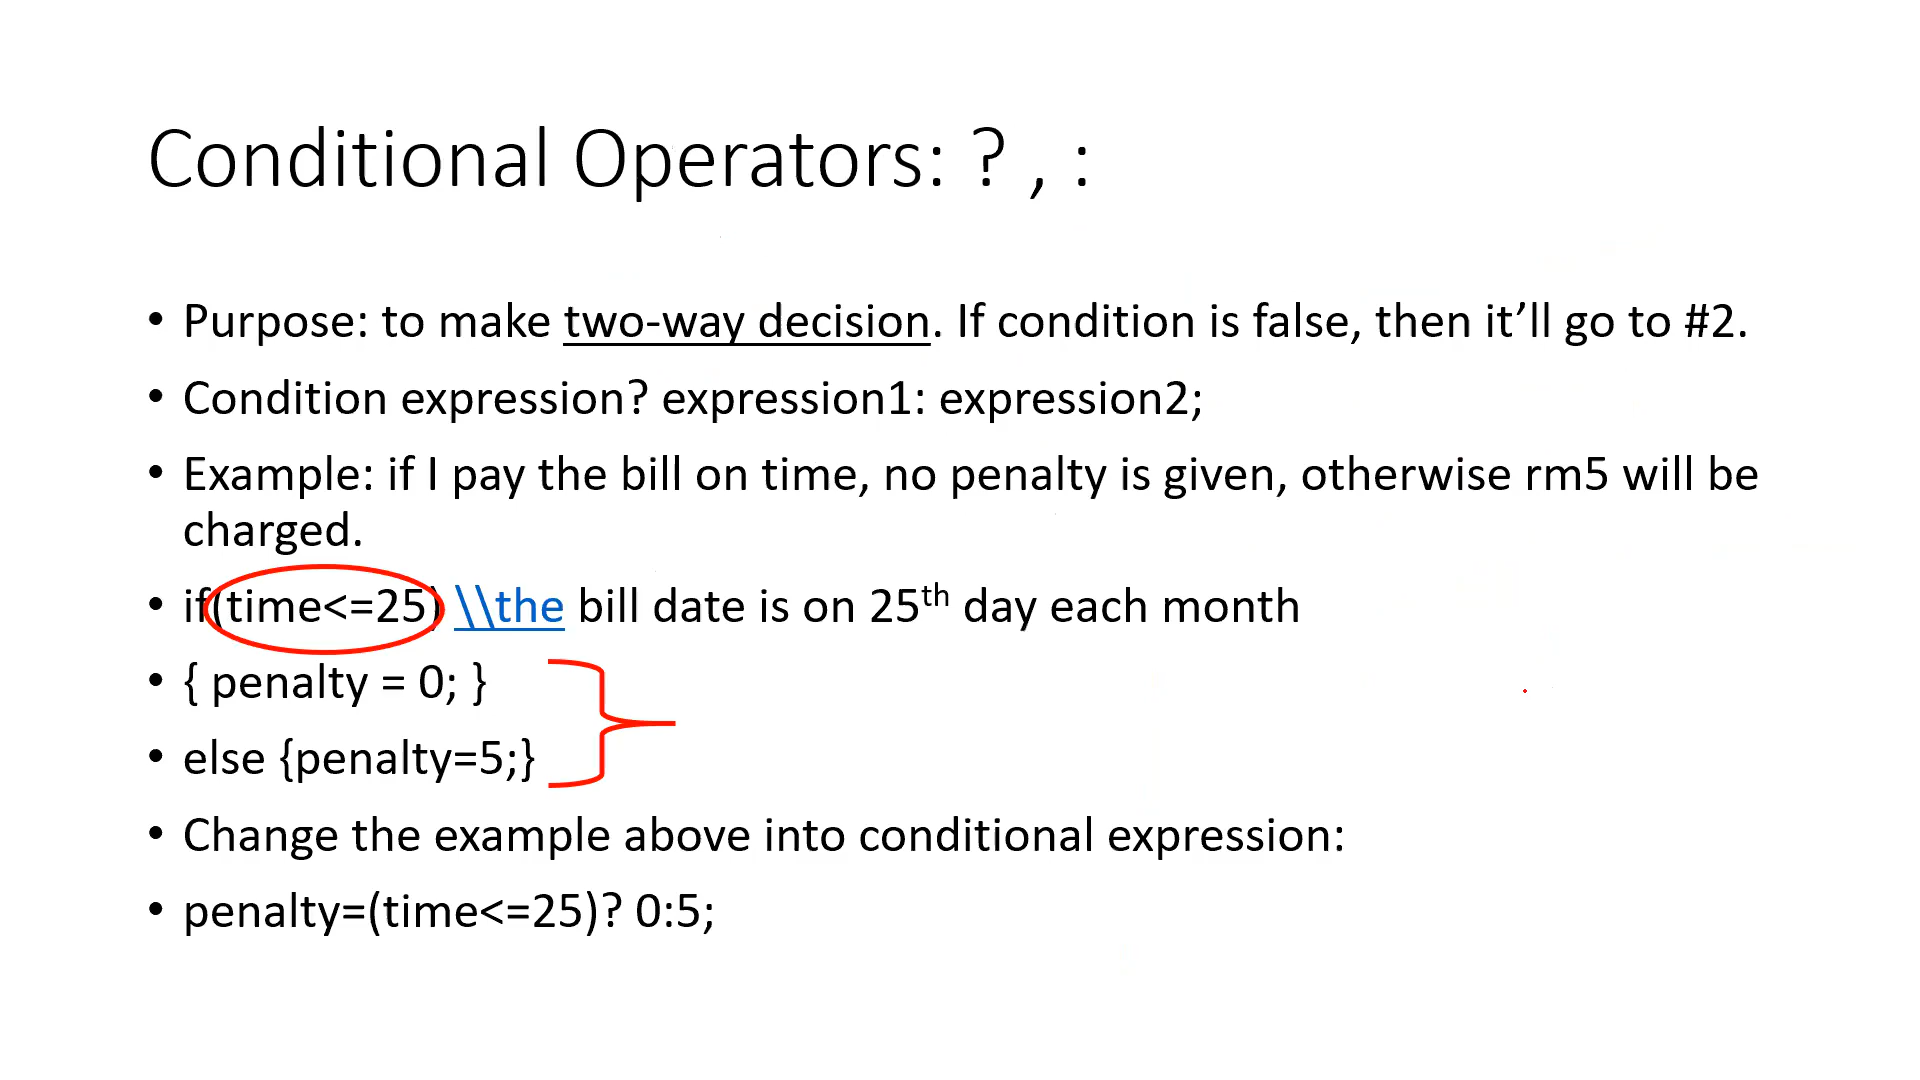 Conditional Operators: ? , :
• Purpose: to make two-way decision. If condition is false, then it’ll go to #2.
• Condition expression? expression1: expression2;
• Example: if I pay the bill on time, no penalty is given, otherwise rm5 will be
charged.
• if(time<=25) \\the bill date is on 25th day each month
• { penalty = 0; }
• else {penalty=5;}
• Change the example above into conditional expression:
• penalty=(time<=25)? 0:5;